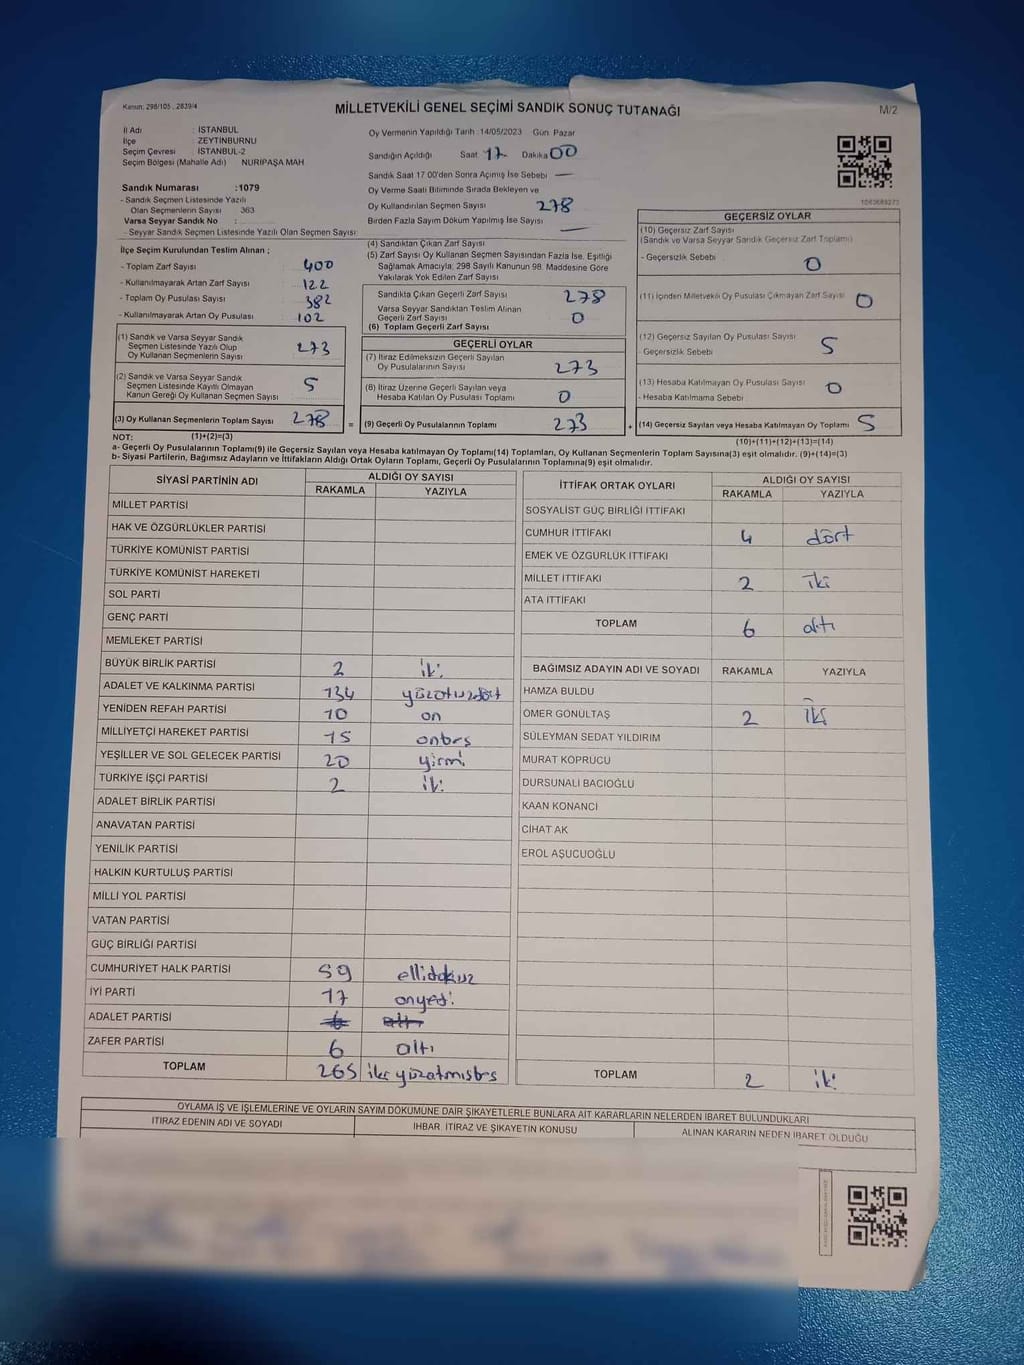 Kanun: 298/105 , 2839/4
MİLLETVEKİLİ GENEL SEÇİMİ SANDIK SONUÇ TUTANAĞI
M/2
İl Adı : İSTANBUL
İlçe : ZEYTİNBURNU
Seçim Çevresi : İSTANBUL-2
Seçim Bölgesi (Mahalle Adı) NURİPAŞA MAH
Sandık Numarası :1079
- Sandık Seçmen Listesinde Yazılı
Olan Seçmenlerin Sayısı 363
Varsa Seyyar Sandık No :
- Seyyar Sandık Seçmen Listesinde Yazılı Olan Seçmen Sayısı:
Oy Vermenin Yapıldığı Tarih :14/05/2023 Gün: Pazar
Sandığın Açıldığı Saat 17 Dakika 00
Sandık Saat 17:00'den Sonra Açılmış İse Sebebi —
Oy Verme Saati Bitiminde Sırada Bekleyen ve
Oy Kullandırılan Seçmen Sayısı 278
Birden Fazla Sayım Döküm Yapılmış İse Sayısı —
1063689273
İlçe Seçim Kurulundan Teslim Alınan ;
- Toplam Zarf Sayısı 400
- Kullanılmayarak Artan Zarf Sayısı 122
- Toplam Oy Pusulası Sayısı 382
- Kullanılmayarak Artan Oy Pusulası 102
(1) Sandık ve Varsa Seyyar Sandık
Seçmen Listesinde Yazılı Olup
Oy Kullanan Seçmenlerin Sayısı 273
(2) Sandık ve Varsa Seyyar Sandık
Seçmen Listesinde Kayıtlı Olmayan
Kanun Gereği Oy Kullanan Seçmen Sayısı 5
(3) Oy Kullanan Seçmenlerin Toplam Sayısı 278 =
(4) Sandıktan Çıkan Zarf Sayısı
(5) Zarf Sayısı Oy Kullanan Seçmen Sayısından Fazla İse, Eşitliği
Sağlamak Amacıyla; 298 Sayılı Kanunun 98. Maddesine Göre
Yakılarak Yok Edilen Zarf Sayısı
Sandıkta Çıkan Geçerli Zarf Sayısı 278
Varsa Seyyar Sandıktan Teslim Alınan
Geçerli Zarf Sayısı 0
(6) Toplam Geçerli Zarf Sayısı
GEÇERLİ OYLAR
(7) İtiraz Edilmeksizin Geçerli Sayılan
Oy Pusulalarının Sayısı 273
(8) İtiraz Üzerine Geçerli Sayılan veya
Hesaba Katılan Oy Pusulası Toplamı 0
(9) Geçerli Oy Pusulalarının Toplamı 273 +
GEÇERSİZ OYLAR
(10) Geçersiz Zarf Sayısı
(Sandık ve Varsa Seyyar Sandık Geçersiz Zarf Toplamı)
- Geçersizlik Sebebi 0
(11) İçinden Milletvekili Oy Pusulası Çıkmayan Zarf Sayısı 0
(12) Geçersiz Sayılan Oy Pusulası Sayısı
- Geçersizlik Sebebi 5
(13) Hesaba Katılmayan Oy Pusulası Sayısı
- Hesaba Katılmama Sebebi 0
(14) Geçersiz Sayılan veya Hesaba Katılmayan Oy Toplamı 5
NOT: (1)+(2)=(3)
(10)+(11)+(12)+(13)=(14)
a- Geçerli Oy Pusulasının Toplamı(9) ile Geçersiz Sayılan veya Hesaba katılmayan Oy Toplamı(14) Toplamları, Oy Kullanan Seçmenlerin Toplam Sayısına(3) eşit olmalıdır. (9)+(14)=(3)
b- Siyasi Partilerin, Bağımsız Adayların ve İttifakların Aldığı Ortak Oyların Toplamı, Geçerli Oy Pusulalarının Toplamına(9) eşit olmalıdır.
SİYASİ PARTİNİN ADI ALDIĞI OY SAYISI
RAKAMLA YAZIYLA
MİLLET PARTİSİ
HAK VE ÖZGÜRLÜKLER PARTİSİ
TÜRKİYE KOMÜNİST PARTİSİ
TÜRKİYE KOMÜNİST HAREKETİ
SOL PARTİ
GENÇ PARTİ
MEMLEKET PARTİSİ
BÜYÜK BİRLİK PARTİSİ 2 iki
ADALET VE KALKINMA PARTİSİ 134 yüzotuzdört
YENİDEN REFAH PARTİSİ 10 on
MİLLİYETÇİ HAREKET PARTİSİ 15 onbeş
YEŞİLLER VE SOL GELECEK PARTİSİ 20 yirmi
TÜRKİYE İŞÇİ PARTİSİ 2 iki
ADALET BİRLİK PARTİSİ
ANAVATAN PARTİSİ
YENİLİK PARTİSİ
HALKIN KURTULUŞ PARTİSİ
MİLLİ YOL PARTİSİ
VATAN PARTİSİ
GÜÇ BİRLİĞİ PARTİSİ
CUMHURİYET HALK PARTİSİ 59 ellidokuz
İYİ PARTİ 17 onyedi
ADALET PARTİSİ 6 altı
ZAFER PARTİSİ 6 altı
TOPLAM 265 ikiyüzatmışbeş
İTTİFAK ORTAK OYLARI ALDIĞI OY SAYISI
RAKAMLA YAZIYLA
SOSYALİST GÜÇ BİRLİĞİ İTTİFAKI
CUMHUR İTTİFAKI 4 dört
EMEK VE ÖZGÜRLÜK İTTİFAKI
MİLLET İTTİFAKI 2 iki
ATA İTTİFAKI
TOPLAM 6 altı
BAĞIMSIZ ADAYIN ADI VE SOYADI RAKAMLA YAZIYLA
HAMZA BULDU
ÖMER GÖNÜLTAŞ 2 iki
SÜLEYMAN SEDAT YILDIRIM
MURAT KÖPRÜCÜ
DURSUNALİ BACIOĞLU
KAAN KONANCİ
CİHAT AK
EROL AŞUCUOĞLU
TOPLAM 2 iki
OYLAMA İŞ VE İŞLEMLERİNE VE OYLARIN SAYIM DÖKÜMÜNE DAİR ŞİKAYETLERLE BUNLARA AİT KARARLARIN NELERDEN İBARET BULUNDUKLARI
İTİRAZ EDENİN ADI VE SOYADI İHBAR, İTİRAZ VE ŞİKAYETİN KONUSU ALINAN KARARIN NEDEN İBARET OLDUĞU